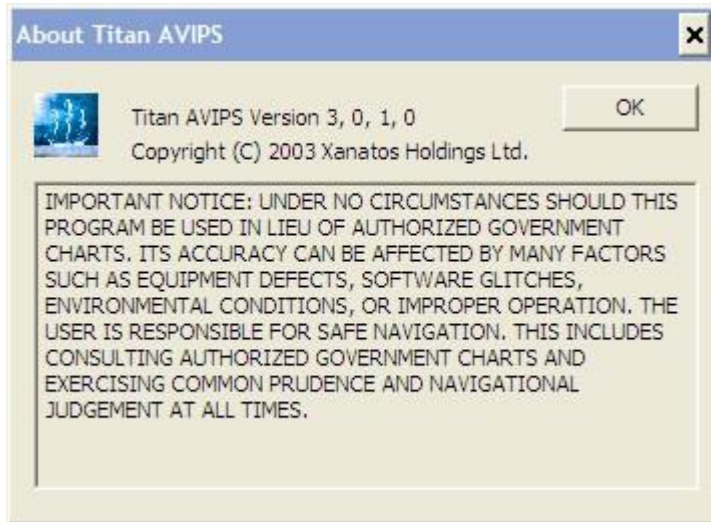 About Titan AVIPS
Titan AVIPS Version 3, 0, 1, 0
OK
Copyright (C) 2003 Xanatos Holdings Ltd.
IMPORTANT NOTICE: UNDER NO CIRCUMSTANCES SHOULD THIS
PROGRAM BE USED IN LIEU OF AUTHORIZED GOVERNMENT
CHARTS. ITS ACCURACY CAN BE AFFECTED BY MANY FACTORS
SUCH AS EQUIPMENT DEFECTS, SOFTWARE GLITCHES,
ENVIRONMENTAL CONDITIONS, OR IMPROPER OPERATION. THE
USER IS RESPONSIBLE FOR SAFE NAVIGATION. THIS INCLUDES
CONSULTING AUTHORIZED GOVERNMENT CHARTS AND
EXERCISING COMMON PRUDENCE AND NAVIGATIONAL
JUDGEMENT AT ALL TIMES.